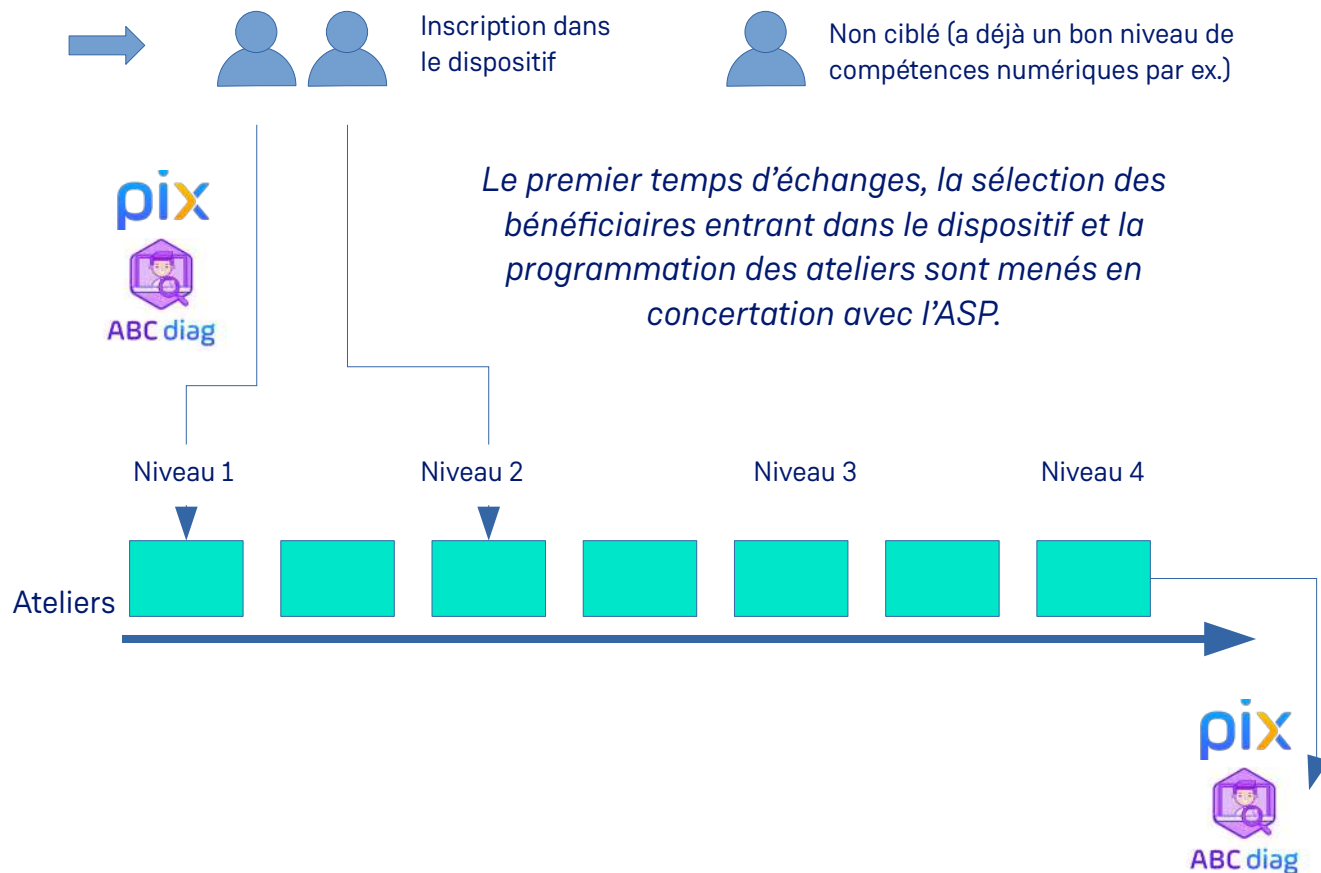 Inscription dans
le dispositif
Non ciblé (a déjà un bon niveau de
compétences numériques par ex.)
pix
ABC diag
Le premier temps d’échanges, la sélection des
bénéficiaires entrant dans le dispositif et la
programmation des ateliers sont menés en
concertation avec l’ASP.
Niveau 1
Niveau 2
Niveau 3
Niveau 4
Ateliers
pix
ABC diag